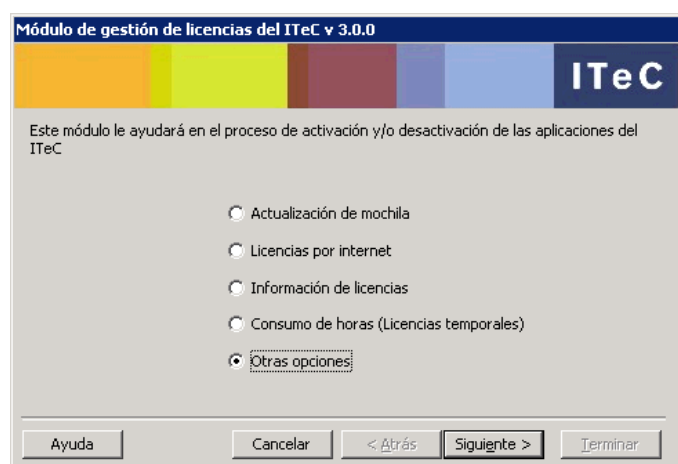 Módulo de gestión de licencias del ITeC v 3.0.0
ITeC
Este módulo le ayudará en el proceso de activación y/o desactivación de las aplicaciones del
ITeC
Actualización de mochila
Licencias por internet
Información de licencias
Consumo de horas (Licencias temporales)
Otras opciones
Ayuda
Cancelar
< Atrás
Siguiente >
Terminar